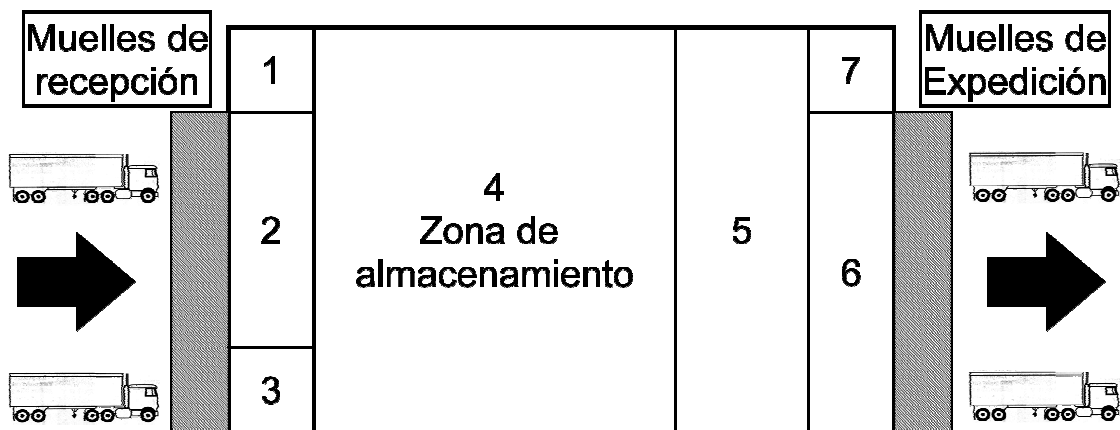 Muelles de
recepción
1
2
3
4
Zona de
almacenamiento
5
7
6
Muelles de
Expedición